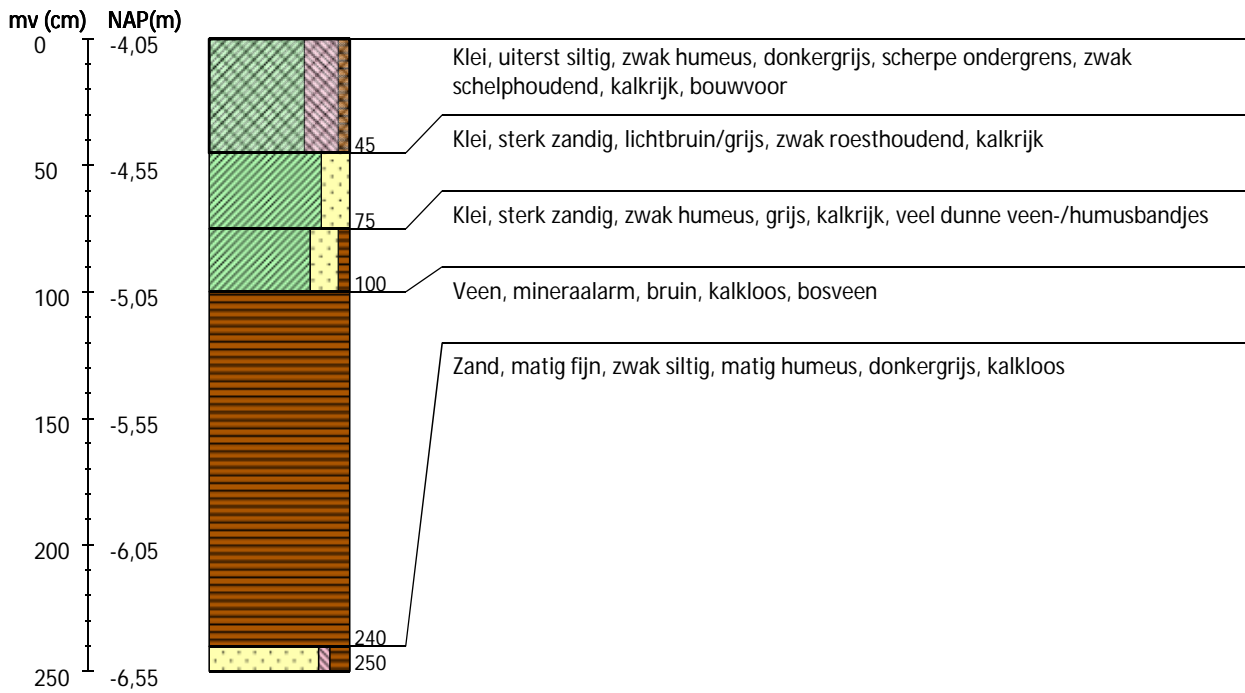 mv (cm) NAP(m)
0 -4,05
Klei, uiterst siltig, zwak humeus, donkergrijs, scherpe ondergrens, zwak
schelphoudend, kalkrijk, bouwvoor
45
Klei, sterk zandig, lichtbruin/grijs, zwak roesthoudend, kalkrijk
50 -4,55
75
Klei, sterk zandig, zwak humeus, grijs, kalkrijk, veel dunne veen-/humusbandjes
100
100 -5,05
Veen, mineraalarm, bruin, kalkloos, bosveen
Zand, matig fijn, zwak siltig, matig humeus, donkergrijs, kalkloos
150 -5,55
200 -6,05
240
250
250 -6,55